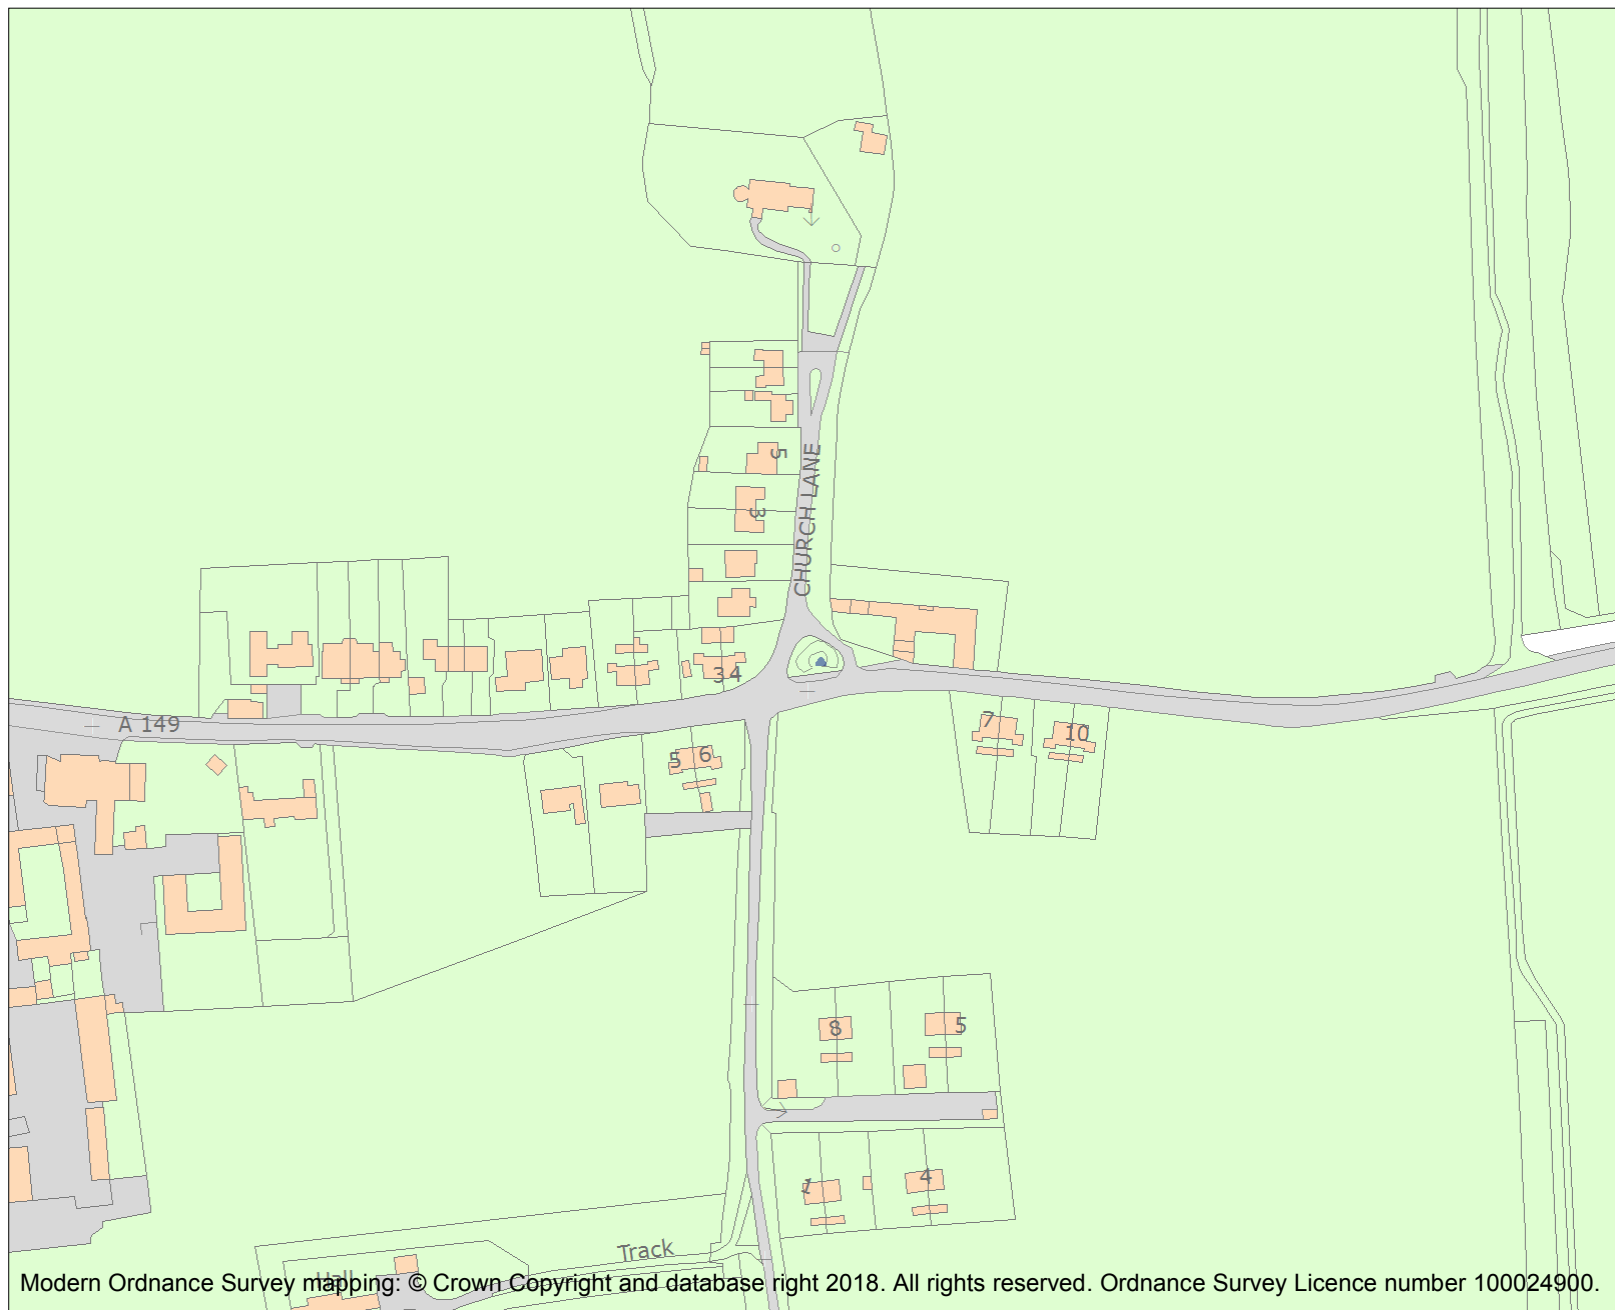 5
3
CHURCH LANE
3 4
A 149
5 6
7
10
8
5
1
4
Track
Hall
Modern Ordnance Survey mapping: © Crown Copyright and database right 2018. All rights reserved. Ordnance Survey Licence number 100024900.